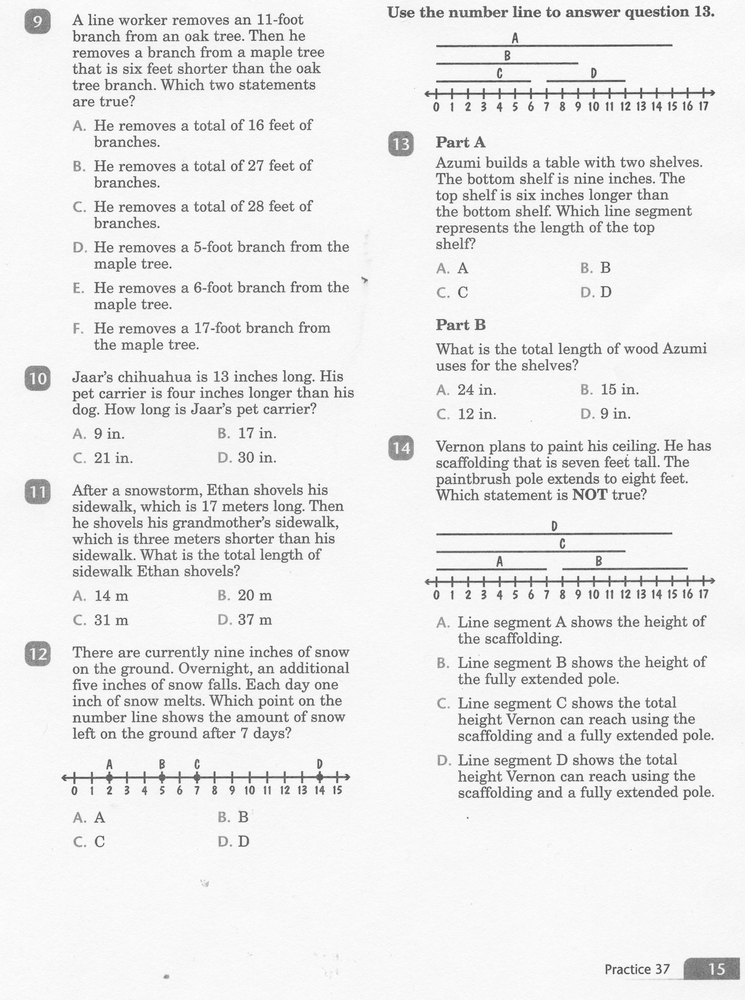 9
A line worker removes an 11-foot
branch from an oak tree. Then he
removes a branch from a maple tree
that is six feet shorter than the oak
tree branch. Which two statements
are true?
A. He removes a total of 16 feet of
branches.
B. He removes a total of 27 feet of
branches.
C. He removes a total of 28 feet of
branches.
D. He removes a 5-foot branch from the
maple tree.
E. He removes a 6-foot branch from the
maple tree.
F. He removes a 17-foot branch from
the maple tree.
10
Jaar's chihuahua is 13 inches long. His
pet carrier is four inches longer than his
dog. How long is Jaar's pet carrier?
A. 9 in. B. 17 in.
C. 21 in. D. 30 in.
11
After a snowstorm, Ethan shovels his
sidewalk, which is 17 meters long. Then
he shovels his grandmother's sidewalk,
which is three meters shorter than his
sidewalk. What is the total length of
sidewalk Ethan shovels?
A. 14 m B. 20 m
C. 31 m D. 37 m
12
There are currently nine inches of snow
on the ground. Overnight, an additional
five inches of snow falls. Each day one
inch of snow melts. Which point on the
number line shows the amount of snow
left on the ground after 7 days?
A B C D
0 1 2 3 4 5 6 7 8 9 10 11 12 13 14 15
A. A B. B
C. C D. D
Use the number line to answer question 13.
A
B
C D
0 1 2 3 4 5 6 7 8 9 10 11 12 13 14 15 16 17
13
Part A
Azumi builds a table with two shelves.
The bottom shelf is nine inches. The
top shelf is six inches longer than
the bottom shelf. Which line segment
represents the length of the top
shelf?
A. A B. B
C. C D. D
Part B
What is the total length of wood Azumi
uses for the shelves?
A. 24 in. B. 15 in.
C. 12 in. D. 9 in.
14
Vernon plans to paint his ceiling. He has
scaffolding that is seven feet tall. The
paintbrush pole extends to eight feet.
Which statement is NOT true?
D
C
A B
0 1 2 3 4 5 6 7 8 9 10 11 12 13 14 15 16 17
A. Line segment A shows the height of
the scaffolding.
B. Line segment B shows the height of
the fully extended pole.
C. Line segment C shows the total
height Vernon can reach using the
scaffolding and a fully extended pole.
D. Line segment D shows the total
height Vernon can reach using the
scaffolding and a fully extended pole.
Practice 37 15